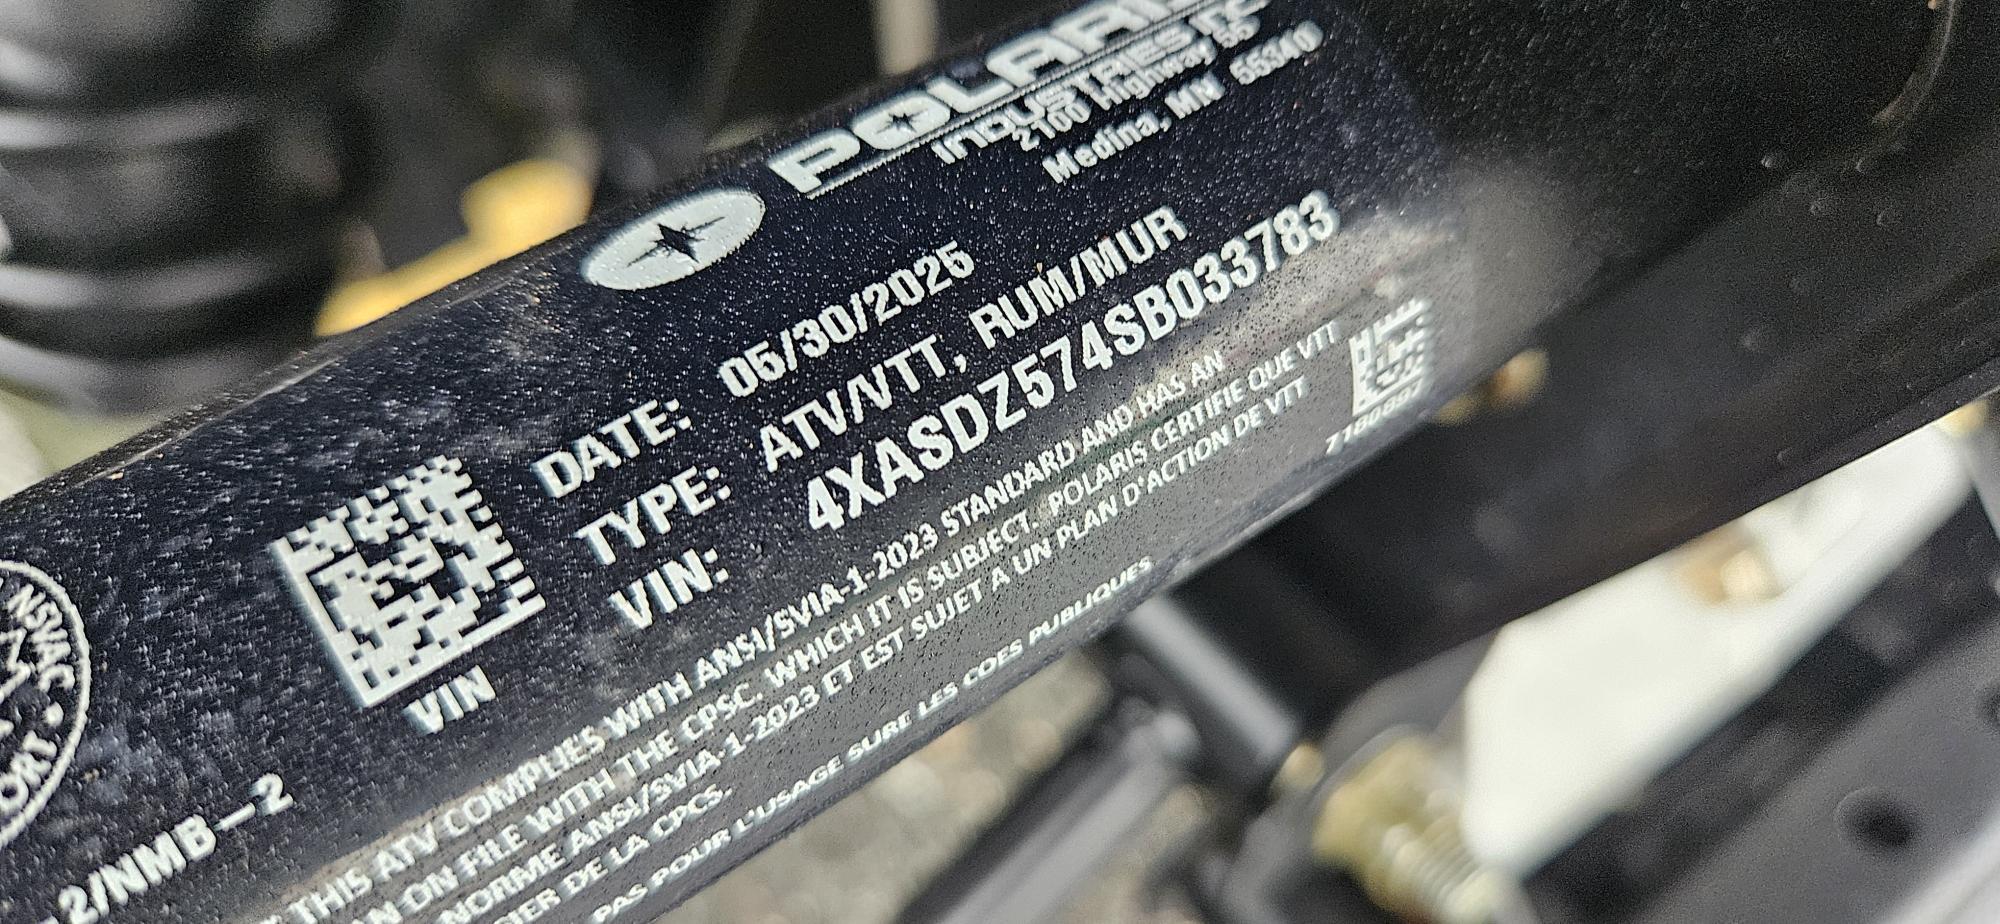 POLARIS
INDUSTRIES
2100 Highway 55
Medina, MN 55340
DATE: 05/30/2025
TYPE: ATV/VTT, RUM/MUR
VIN: 4XASDZ574SB033783
VIN
THIS ATV COMPLIES WITH ANSI/SVIA-1-2023 STANDARD AND HAS AN
ON FILE WITH THE CPSC. WHICH IT IS SUBJECT. POLARIS CERTIFIE QUE VTT
NORME ANSI/SVIA-1-2023 ET EST SUJET A UN PLAN D'ACTION DE VTT
DE LA CPCS.
PAS POUR L'USAGE SURE LES COES PUBLIQUES
NSVAC
2/NMB-2